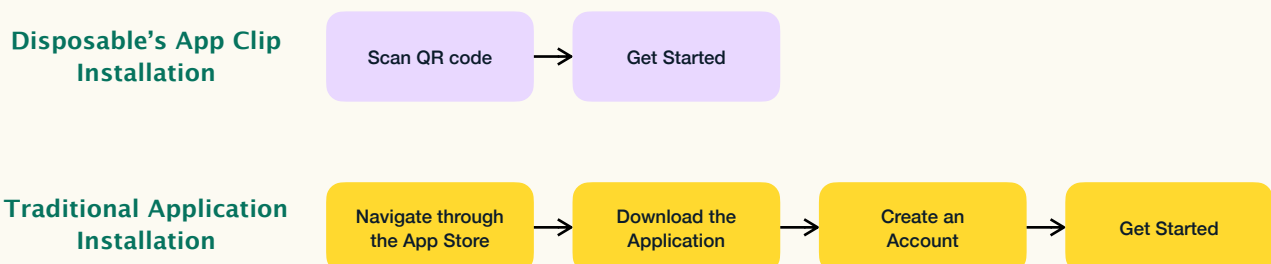 Disposable’s App Clip
Installation
Scan QR code
Get Started
Traditional Application
Installation
Navigate through
the App Store
Download the
Application
Create an
Account
Get Started